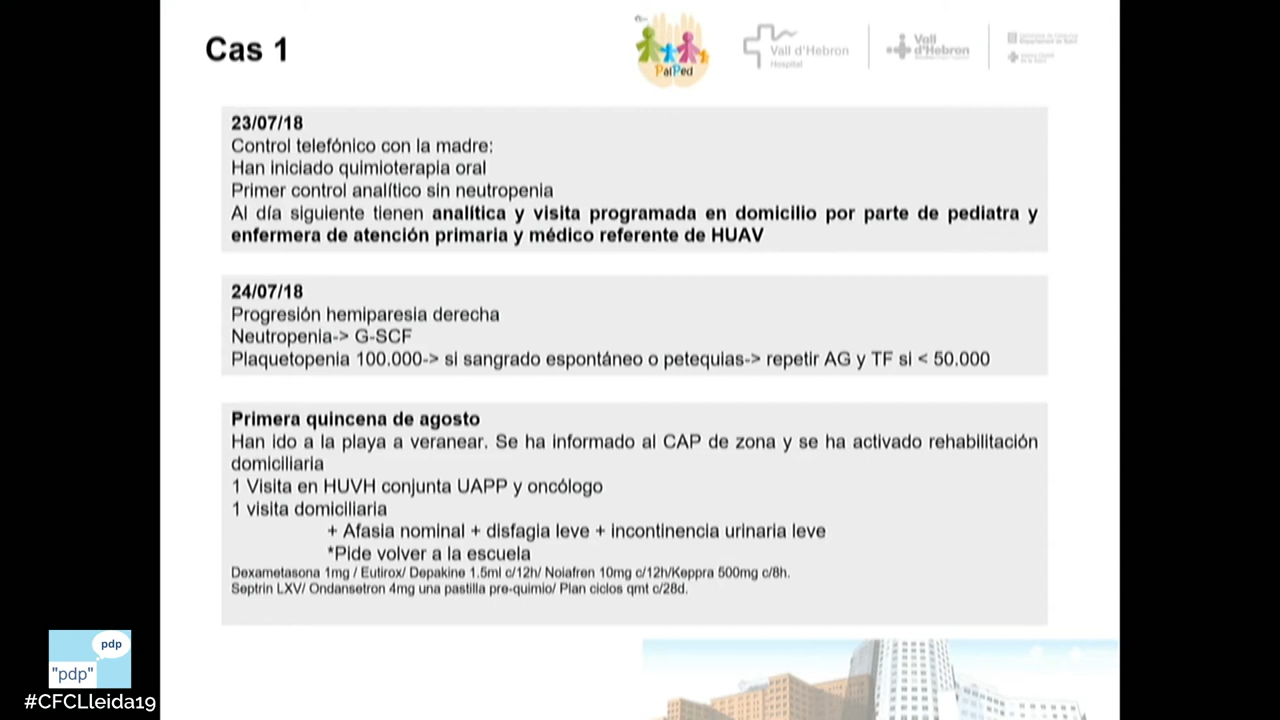 Cas 1
PalPed
Vall d'Hebron
Hospital
Vall
d'Hebron
23/07/18
Control telefónico con la madre:
Han iniciado quimioterapia oral
Primer control analítico sin neutropenia
Al día siguiente tienen analítica y visita programada en domicilio por parte de pediatra y
enfermera de atención primaria y médico referente de HUAV
24/07/18
Progresión hemiparesia derecha
Neutropenia-> G-SCF
Plaquetopenia 100.000-> si sangrado espontáneo o petequias-> repetir AG y TF si < 50.000
Primera quincena de agosto
Han ido a la playa a veranear. Se ha informado al CAP de zona y se ha activado rehabilitación
domiciliaria
1 Visita en HUVH conjunta UAPP y oncólogo
1 visita domiciliaria
+ Afasia nominal + disfagia leve + incontinencia urinaria leve
*Pide volver a la escuela
Dexametasona 1mg / Eutirox/ Depakine 1.5ml c/12h/ Noiafren 10mg c/12h/Keppra 500mg c/8h.
Septrin LXV/ Ondansetron 4mg una pastilla pre-quimio/ Plan ciclos qmt c/28d.
pdp
"pdp"
#CFCLleida19